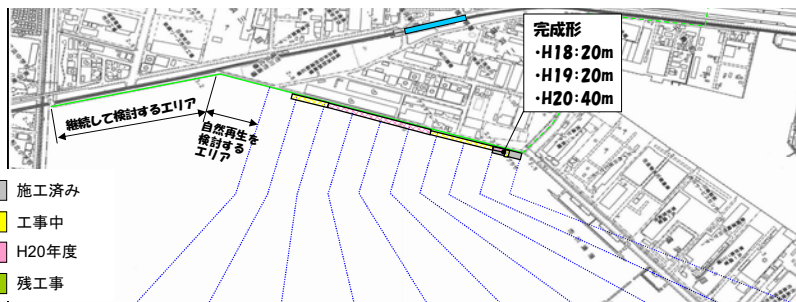 完成形
・H18:20m
・H19:20m
・H20:40m
継続して検討するエリア
自然再生を
検討する
エリア
施工済み
工事中
H20年度
残工事